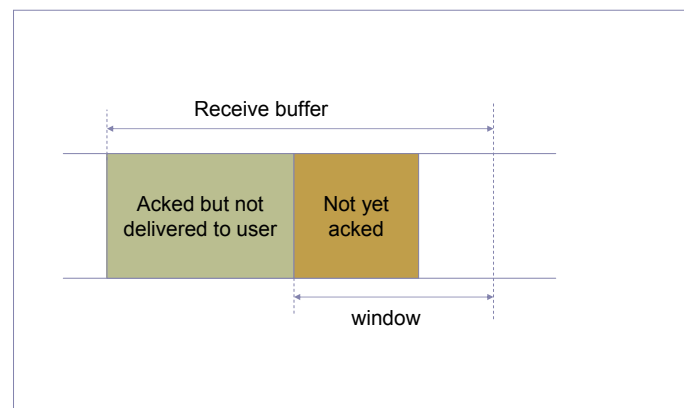 Receive buffer
Acked but not
delivered to user
Not yet
acked
window